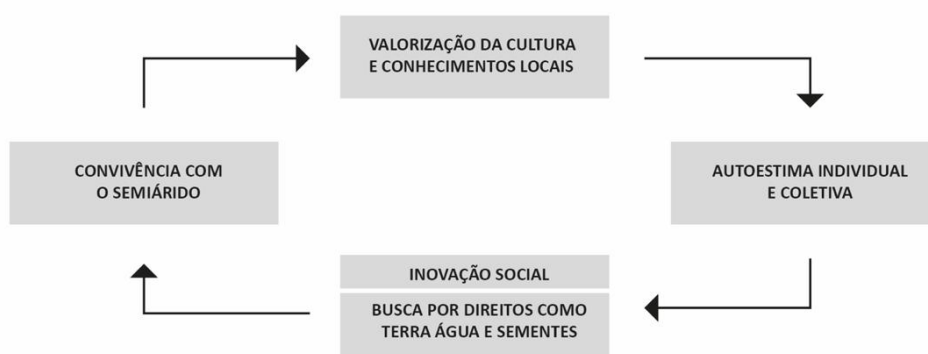 VALORIZAÇÃO DA CULTURA
E CONHECIMENTOS LOCAIS
CONVIVÊNCIA COM
O SEMIÁRIDO
AUTOESTIMA INDIVIDUAL
E COLETIVA
INOVAÇÃO SOCIAL
BUSCA POR DIREITOS COMO
TERRA ÁGUA E SEMENTES